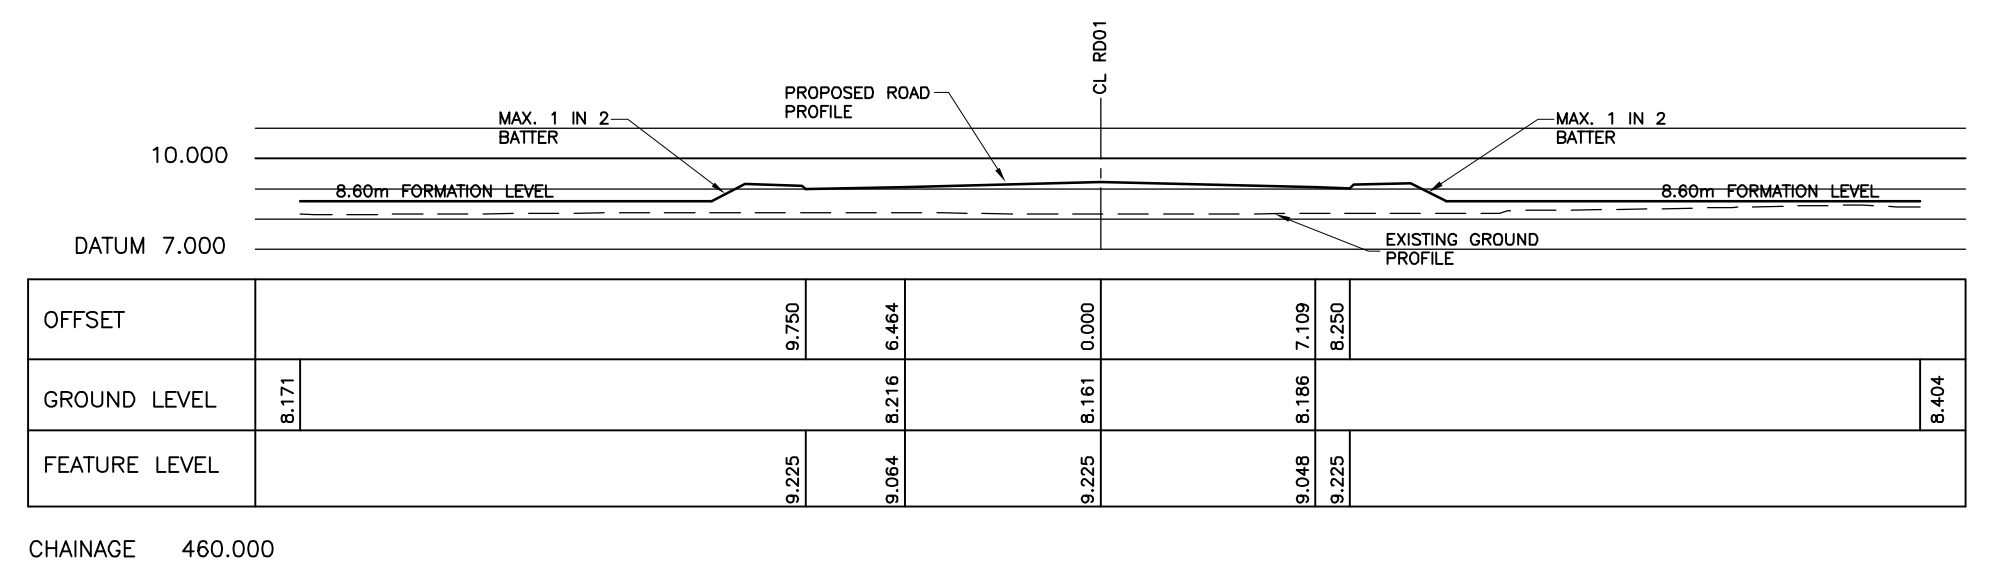 CL RD01
PROPOSED ROAD
PROFILE
MAX. 1 IN 2
BATTER
MAX. 1 IN 2
BATTER
10.000
8.60m FORMATION LEVEL
8.60m FORMATION LEVEL
DATUM 7.000
EXISTING GROUND
PROFILE
OFFSET
9.750
6.464
0.000
7.109
8.250
GROUND LEVEL
8.171
8.216
8.161
8.186
8.404
FEATURE LEVEL
9.225
9.064
9.225
9.048
9.225
CHAINAGE 460.000